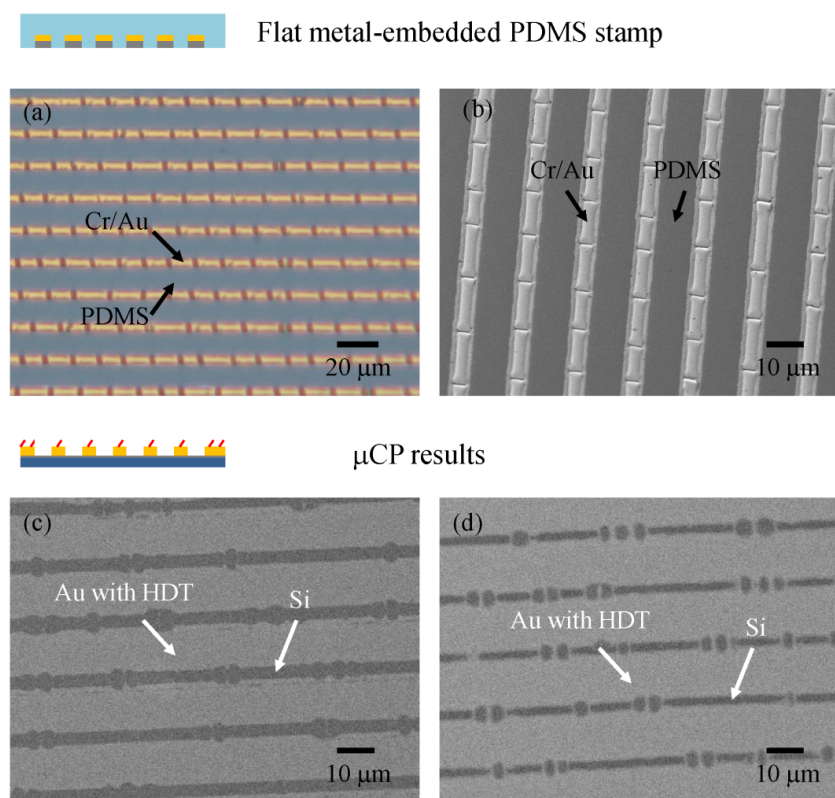 Flat metal-embedded PDMS stamp
(a)
Cr/Au
PDMS
20 μm
(b)
Cr/Au
PDMS
10 μm
μCP results
(c)
Au with HDT
Si
10 μm
(d)
Au with HDT
Si
10 μm